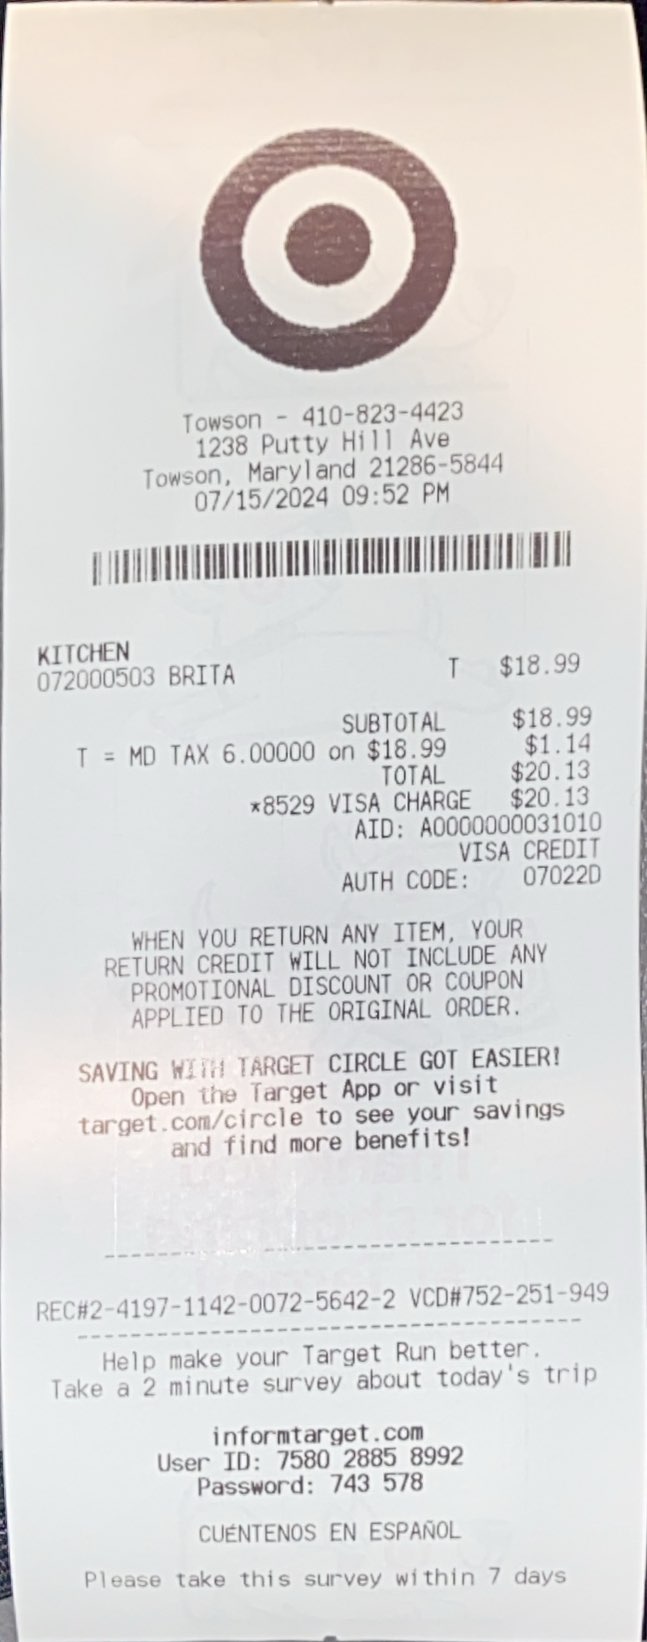 Towson - 410-823-4423
1238 Putty Hill Ave
Towson, Maryland 21286-5844
07/15/2024 09:52 PM
KITCHEN
072000503 BRITA T $18.99
SUBTOTAL $18.99
T = MD TAX 6.00000 on $18.99 $1.14
TOTAL $20.13
*8529 VISA CHARGE $20.13
AID: A0000000031010
VISA CREDIT
AUTH CODE: 07022D
WHEN YOU RETURN ANY ITEM, YOUR
RETURN CREDIT WILL NOT INCLUDE ANY
PROMOTIONAL DISCOUNT OR COUPON
APPLIED TO THE ORIGINAL ORDER.
SAVING WITH TARGET CIRCLE GOT EASIER!
Open the Target App or visit
target.com/circle to see your savings
and find more benefits!
REC#2-4197-1142-0072-5642-2 VCD#752-251-949
Help make your Target Run better.
Take a 2 minute survey about today's trip
informtarget.com
User ID: 7580 2885 8992
Password: 743 578
CUÉNTENOS EN ESPAÑOL
Please take this survey within 7 days